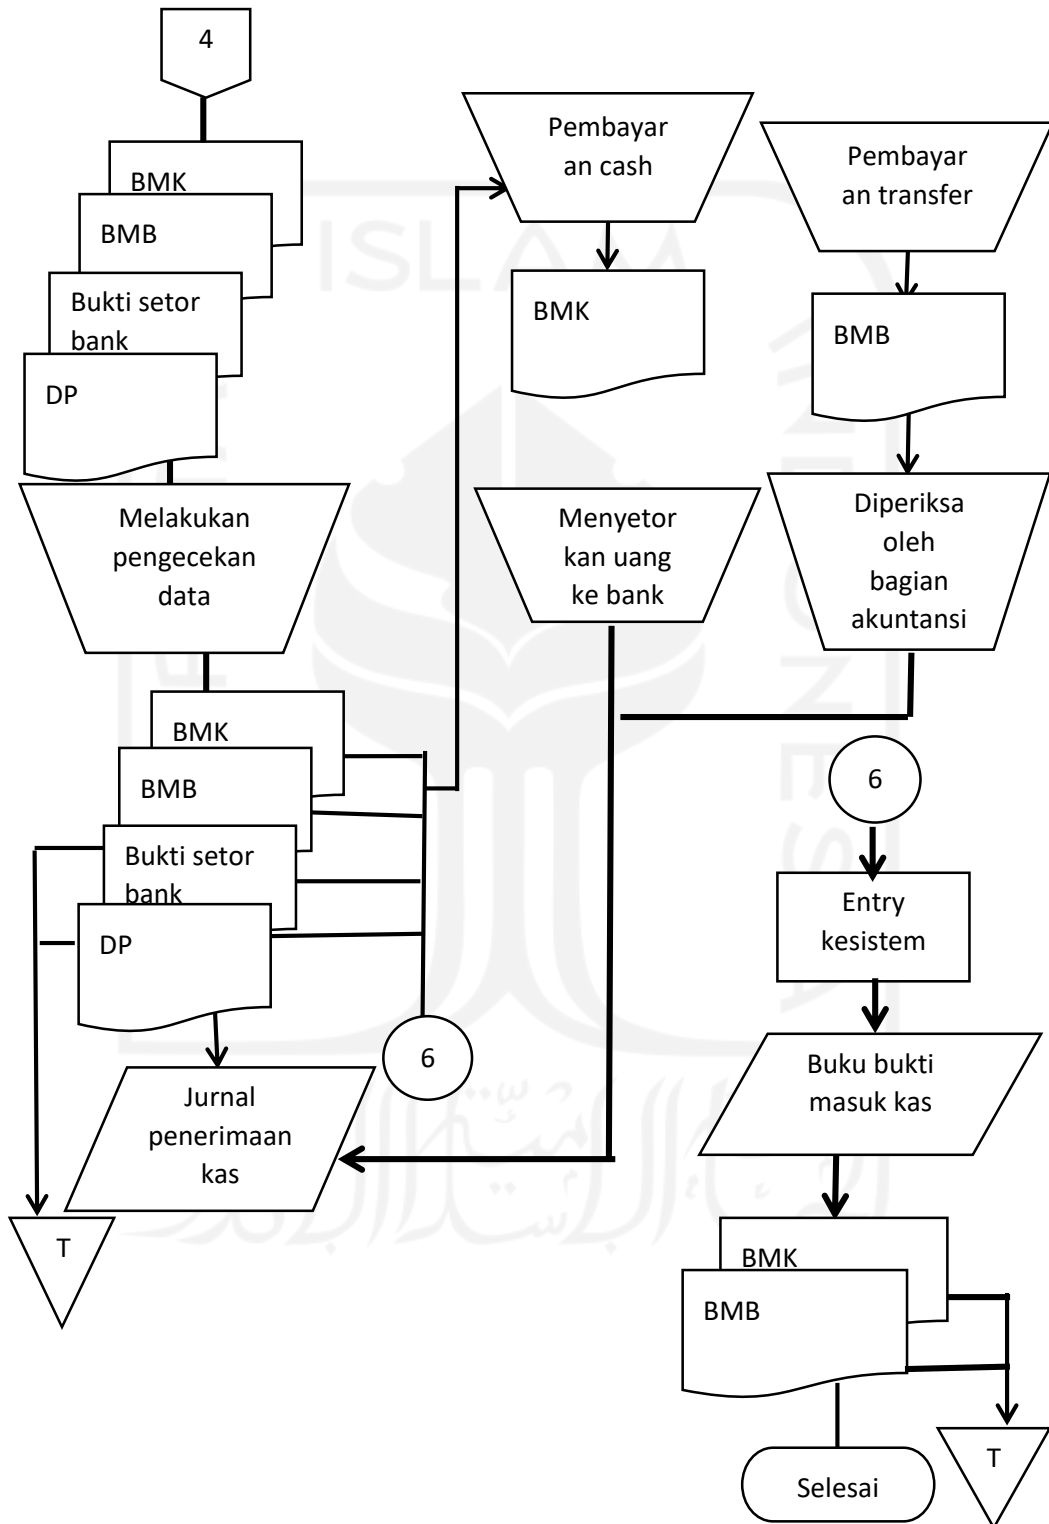 4
BMK
BMB
Bukti setor
bank
DP
Melakukan
pengecekan
data
BMK
BMB
Bukti setor
bank
DP
6
Jurnal
penerimaan
kas
T
Pembayar
an cash
BMK
Menyetor
kan uang
ke bank
Pembayar
an transfer
BMB
Diperiksa
oleh
bagian
akuntansi
6
Entry
kesistem
Buku bukti
masuk kas
BMK
BMB
T
Selesai
ISLAM
INDONESIA